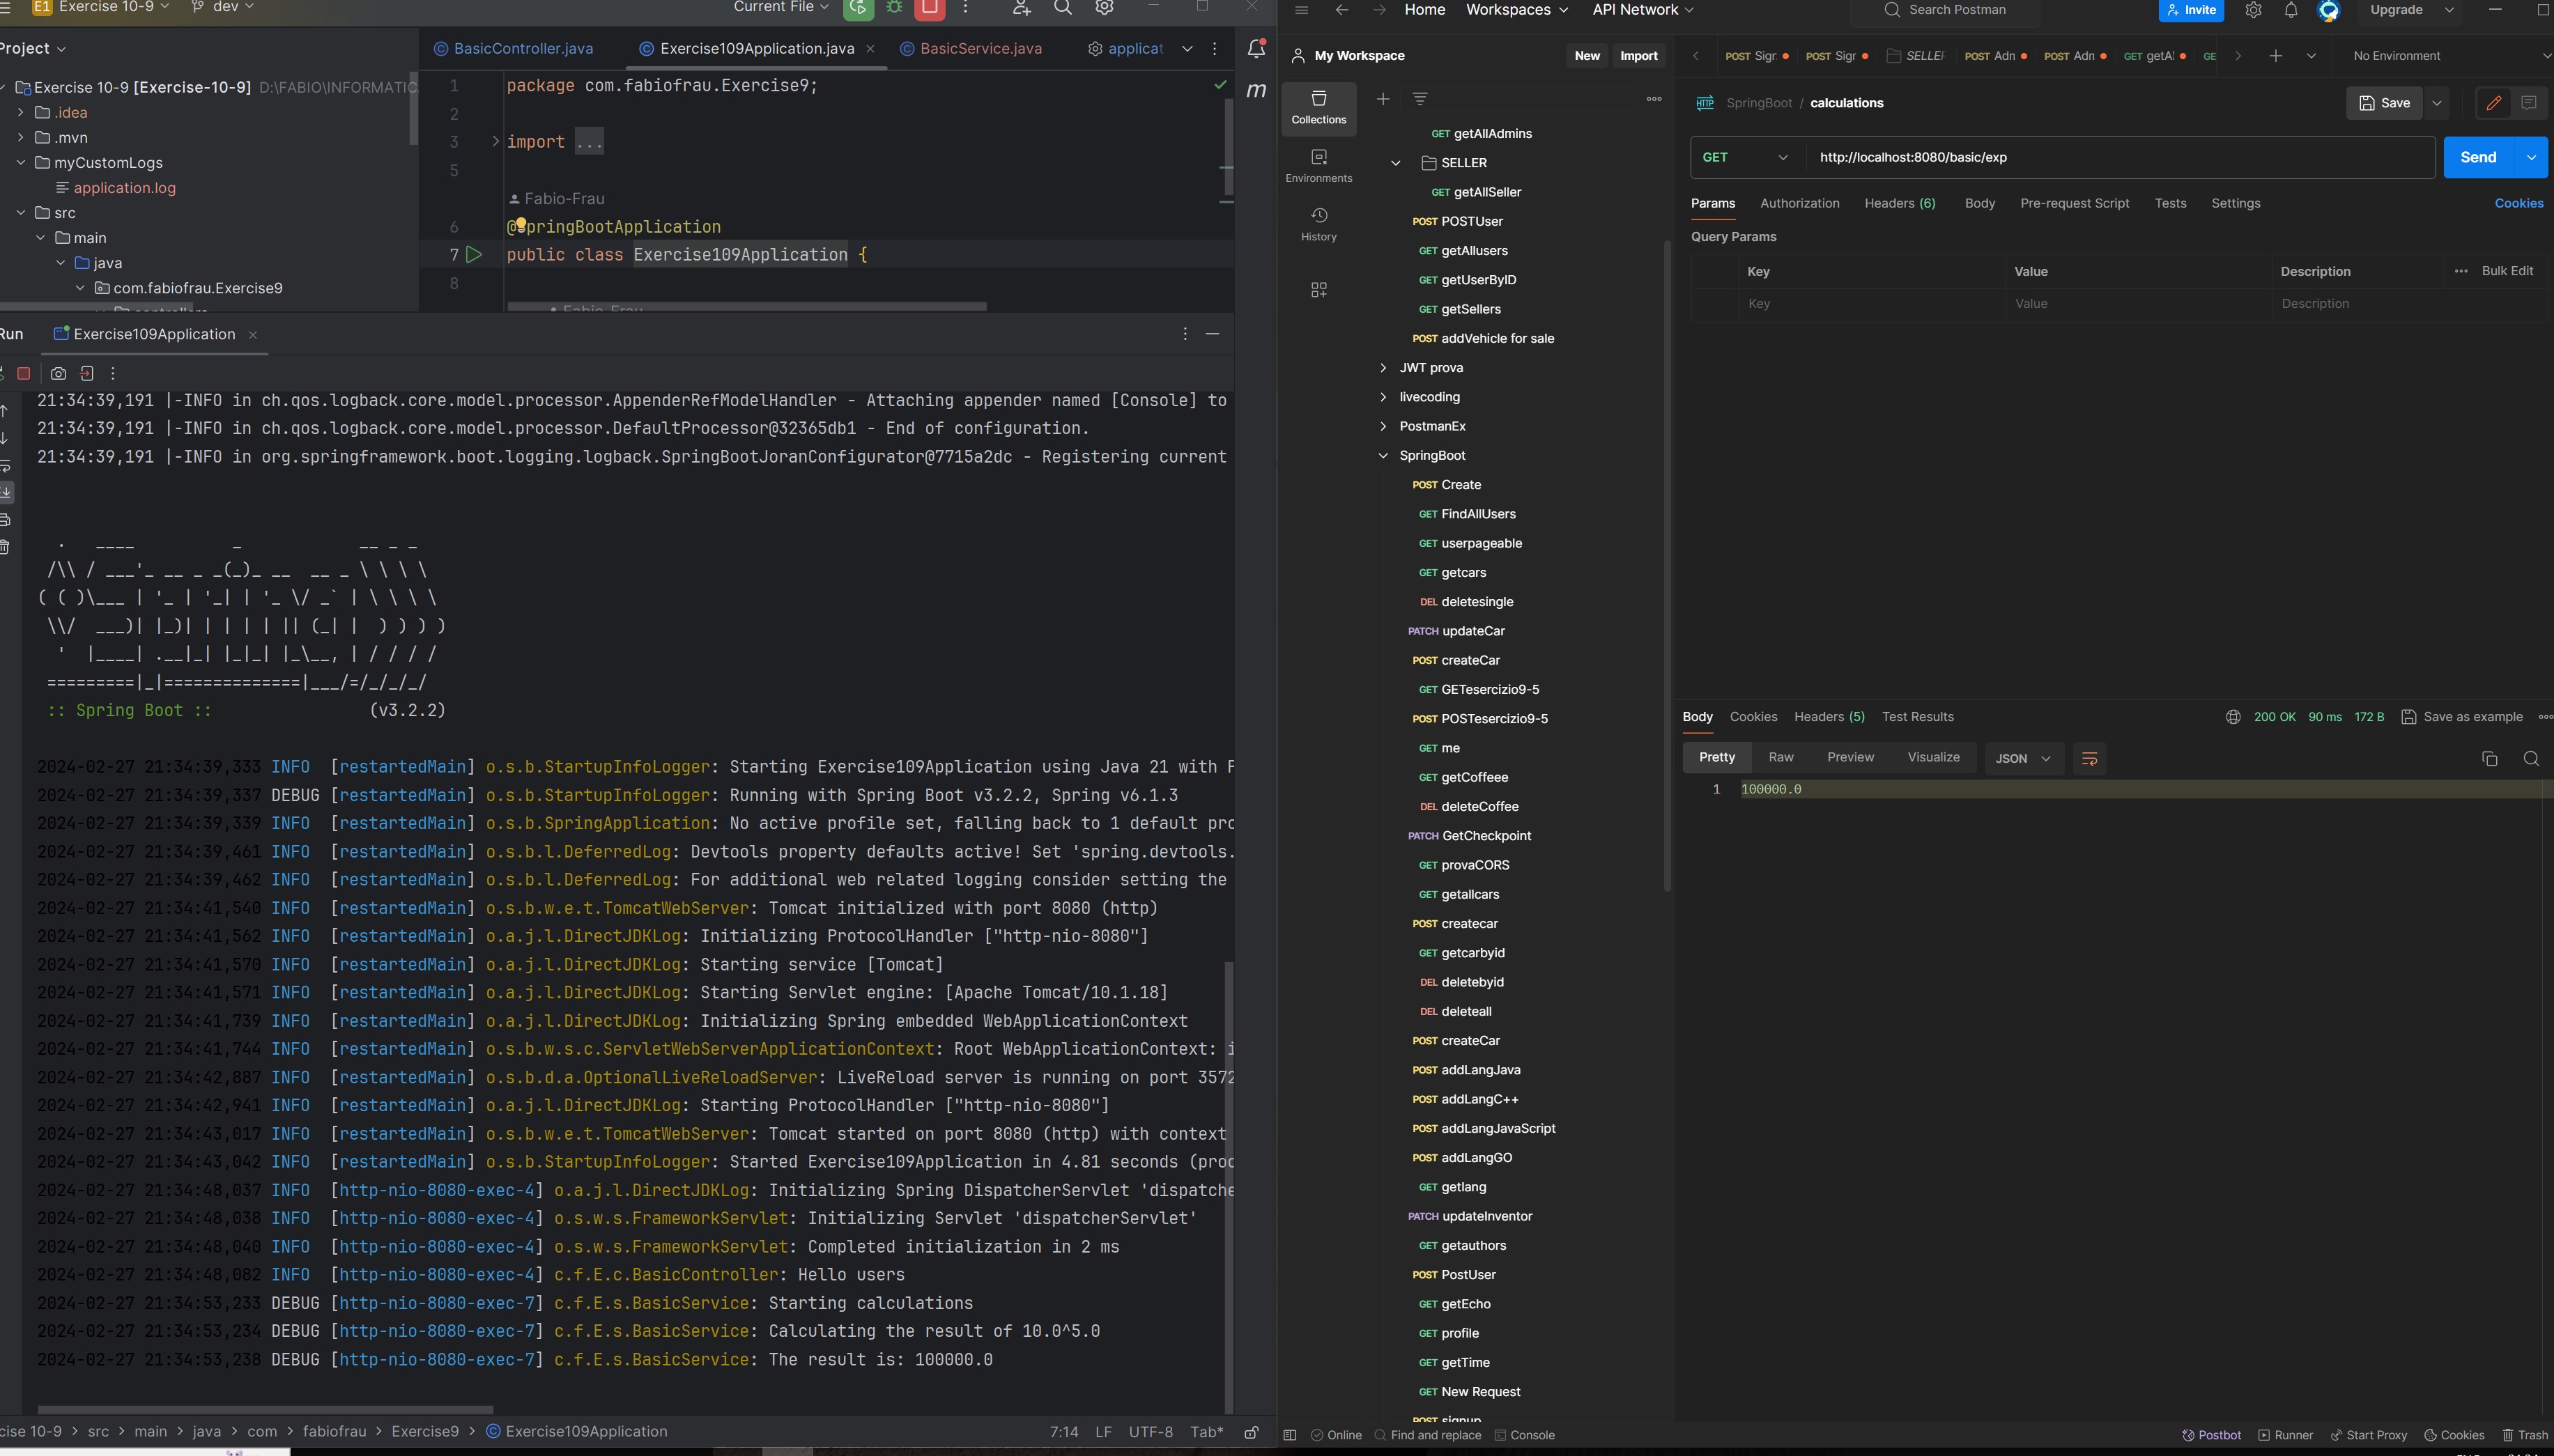 E1 Exercise 10-9
dev
Current File
Project
Exercise 10-9 [Exercise-10-9] D:\FABIO\INFORMATIC
.idea
.mvn
myCustomLogs
application.log
src
main
java
com.fabiofrau.Exercise9
BasicController.java
Exercise109Application.java
BasicService.java
applicat
1 package com.fabiofrau.Exercise9;
2
3 import ...
5
Fabio-Frau
6 @SpringBootApplication
7 public class Exercise109Application {
8
Fabio-Frau
m
Run
Exercise109Application
21:34:39,191 |-INFO in ch.qos.logback.core.model.processor.AppenderRefModelHandler - Attaching appender named [Console] to
21:34:39,191 |-INFO in ch.qos.logback.core.model.processor.DefaultProcessor@32365db1 - End of configuration.
21:34:39,191 |-INFO in org.springframework.boot.logging.logback.SpringBootJoranConfigurator@7715a2dc - Registering current
:: Spring Boot :: (v3.2.2)
2024-02-27 21:34:39,333 INFO [restartedMain] o.s.b.StartupInfoLogger: Starting Exercise109Application using Java 21 with P
2024-02-27 21:34:39,337 DEBUG [restartedMain] o.s.b.StartupInfoLogger: Running with Spring Boot v3.2.2, Spring v6.1.3
2024-02-27 21:34:39,339 INFO [restartedMain] o.s.b.SpringApplication: No active profile set, falling back to 1 default pro
2024-02-27 21:34:39,461 INFO [restartedMain] o.s.b.l.DeferredLog: Devtools property defaults active! Set 'spring.devtools.
2024-02-27 21:34:39,462 INFO [restartedMain] o.s.b.l.DeferredLog: For additional web related logging consider setting the
2024-02-27 21:34:41,540 INFO [restartedMain] o.s.b.w.e.t.TomcatWebServer: Tomcat initialized with port 8080 (http)
2024-02-27 21:34:41,562 INFO [restartedMain] o.a.j.l.DirectJDKLog: Initializing ProtocolHandler ["http-nio-8080"]
2024-02-27 21:34:41,570 INFO [restartedMain] o.a.j.l.DirectJDKLog: Starting service [Tomcat]
2024-02-27 21:34:41,571 INFO [restartedMain] o.a.j.l.DirectJDKLog: Starting Servlet engine: [Apache Tomcat/10.1.18]
2024-02-27 21:34:41,739 INFO [restartedMain] o.a.j.l.DirectJDKLog: Initializing Spring embedded WebApplicationContext
2024-02-27 21:34:41,744 INFO [restartedMain] o.s.b.w.s.c.ServletWebServerApplicationContext: Root WebApplicationContext: i
2024-02-27 21:34:42,887 INFO [restartedMain] o.s.b.d.a.OptionalLiveReloadServer: LiveReload server is running on port 3572
2024-02-27 21:34:42,941 INFO [restartedMain] o.a.j.l.DirectJDKLog: Starting ProtocolHandler ["http-nio-8080"]
2024-02-27 21:34:43,017 INFO [restartedMain] o.s.b.w.e.t.TomcatWebServer: Tomcat started on port 8080 (http) with context
2024-02-27 21:34:43,042 INFO [restartedMain] o.s.b.StartupInfoLogger: Started Exercise109Application in 4.81 seconds (proc
2024-02-27 21:34:48,037 INFO [http-nio-8080-exec-4] o.a.j.l.DirectJDKLog: Initializing Spring DispatcherServlet 'dispatche
2024-02-27 21:34:48,038 INFO [http-nio-8080-exec-4] o.s.w.s.FrameworkServlet: Initializing Servlet 'dispatcherServlet'
2024-02-27 21:34:48,040 INFO [http-nio-8080-exec-4] o.s.w.s.FrameworkServlet: Completed initialization in 2 ms
2024-02-27 21:34:48,082 INFO [http-nio-8080-exec-4] c.f.E.c.BasicController: Hello users
2024-02-27 21:34:53,233 DEBUG [http-nio-8080-exec-7] c.f.E.s.BasicService: Starting calculations
2024-02-27 21:34:53,234 DEBUG [http-nio-8080-exec-7] c.f.E.s.BasicService: Calculating the result of 10.0^5.0
2024-02-27 21:34:53,238 DEBUG [http-nio-8080-exec-7] c.f.E.s.BasicService: The result is: 100000.0
cise 10-9 > src > main > java > com > fabiofrau > Exercise9 > Exercise109Application
7:14 LF UTF-8 Tab*
Home Workspaces API Network
Search Postman
Invite
Upgrade
My Workspace
New Import
Collections
Environments
History
GET getAllAdmins
SELLER
GET getAllSeller
POST POSTUser
GET getAllusers
GET getUserByID
GET getSellers
POST addVehicle for sale
JWT prova
livecoding
PostmanEx
SpringBoot
POST Create
GET FindAllUsers
GET userpageable
GET getcars
DEL deletesingle
PATCH updateCar
POST createCar
GET GETesercizio9-5
POST POSTesercizio9-5
GET me
GET getCoffeee
DEL deleteCoffee
PATCH GetCheckpoint
GET provaCORS
GET getallcars
POST createcar
GET getcarbyid
DEL deletebyid
DEL deleteall
POST createCar
POST addLangJava
POST addLangC++
POST addLangJavaScript
POST addLangGO
GET getlang
PATCH updateInventor
GET getauthors
POST PostUser
GET getEcho
GET profile
GET getTime
GET New Request
POST signup
POST Sigr
POST Sigr
SELLEF
POST Adn
POST Adn
GET getA
GE
No Environment
HTTP SpringBoot / calculations
Save
GET http://localhost:8080/basic/exp
Send
Params Authorization Headers (6) Body Pre-request Script Tests Settings
Cookies
Query Params
Key Value Description Bulk Edit
Key Value Description
Body Cookies Headers (5) Test Results
200 OK 90 ms 172 B Save as example
Pretty Raw Preview Visualize JSON
1 100000.0
Online Find and replace Console
Postbot Runner Start Proxy Cookies Trash